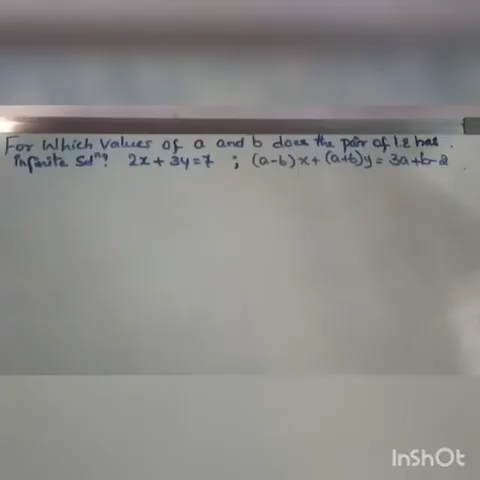 For Which Values of a and b does the pair of l.e has.
infinite Solⁿ? 2x + 3y = 7 ; (a-b)x + (a+b)y = 3a+b-2
InShOt